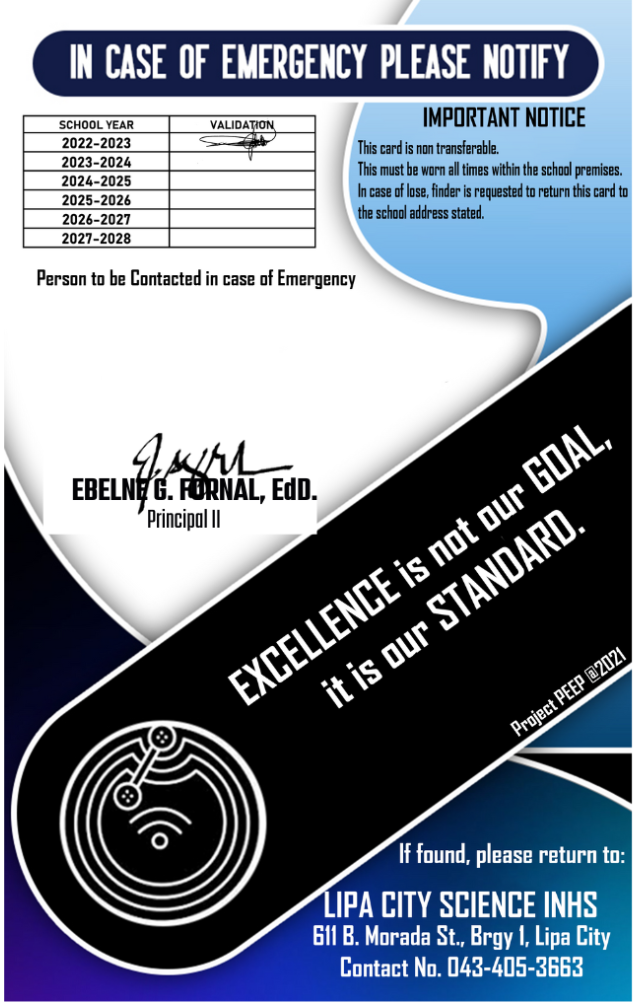 IN CASE OF EMERGENCY PLEASE NOTIFY
SCHOOL YEAR VALIDATION
2022-2023
2023-2024
2024-2025
2025-2026
2026-2027
2027-2028
IMPORTANT NOTICE
This card is non transferable.
This must be worn all times within the school premises.
In case of lose, finder is requested to return this card to
the school address stated.
Person to be Contacted in case of Emergency
EBELNE G. FORNAL, EdD.
Principal II
EXCELLENCE is not our GOAL,
it is our STANDARD.
Project PEEP @2021
If found, please return to:
LIPA CITY SCIENCE INHS
611 B. Morada St., Brgy 1, Lipa City
Contact No. 043-405-3663